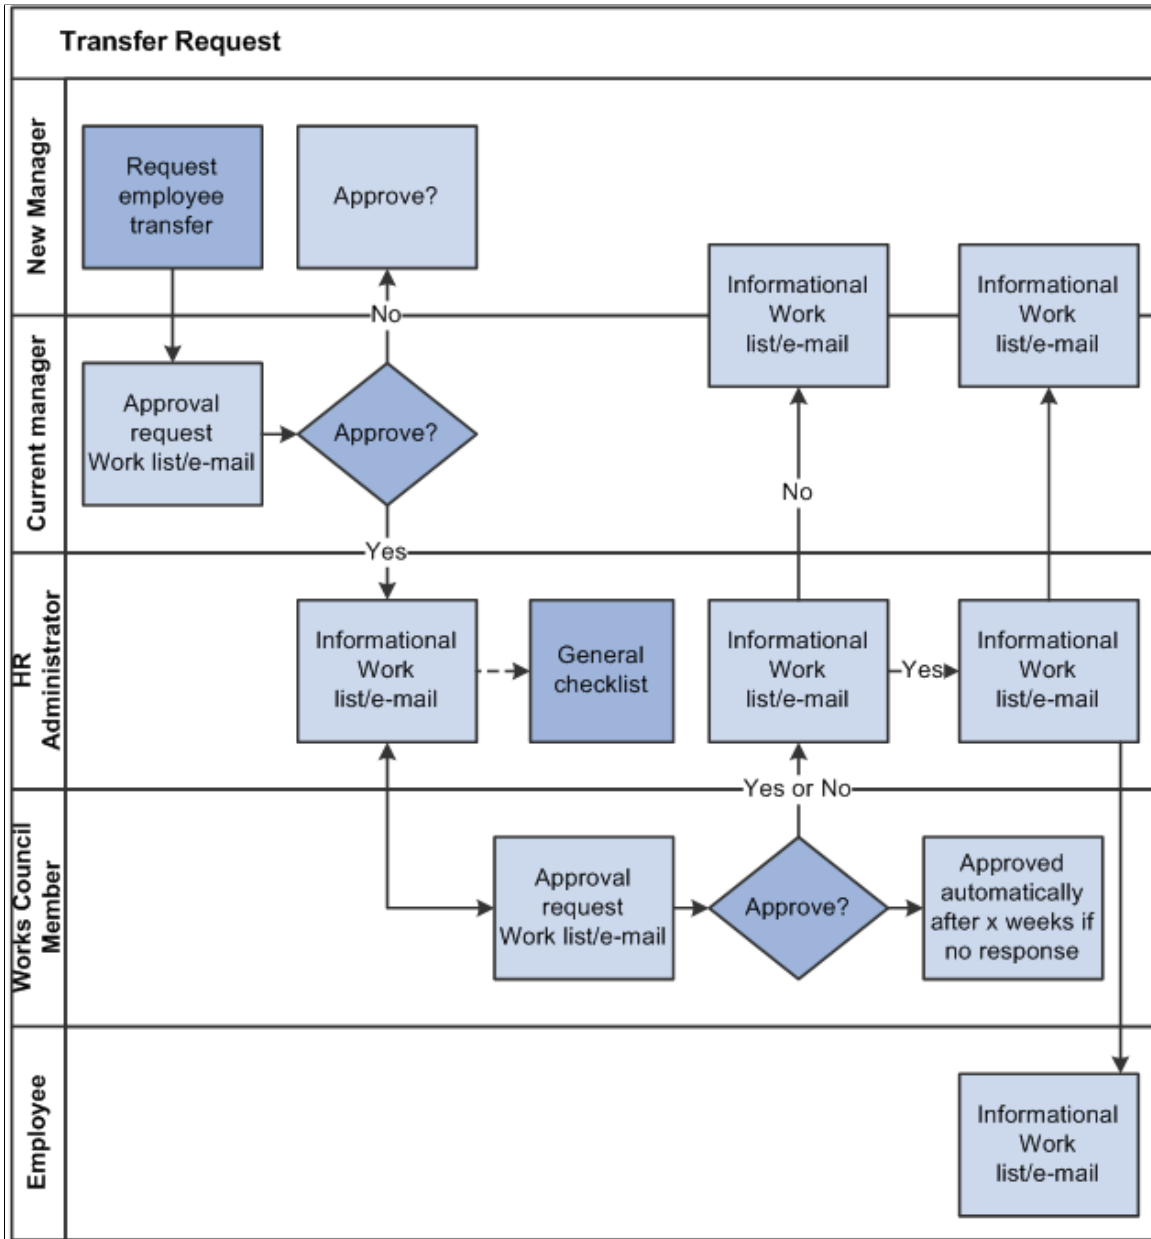 Transfer Request
New Manager
Request
employee
transfer
Approve?
Informational
Work
list/e-mail
Informational
Work
list/e-mail
No
Current manager
Approval
request
Work list/e-mail
Approve?
No
Yes
HR
Administrator
Informational
Work
list/e-mail
General
checklist
Informational
Work
list/e-mail
Yes
Informational
Work
list/e-mail
Yes or No
Works Council
Member
Approval
request
Work list/e-mail
Approve?
Approved
automatically
after x weeks if
no response
Employee
Informational
Work
list/e-mail